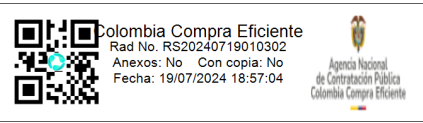 Colombia Compra Eficiente
Rad No. RS20240719010302
Anexos: No Con copia: No
Fecha: 19/07/2024 18:57:04
Agencia Nacional
de Contratación Pública
Colombia Compra Eficiente